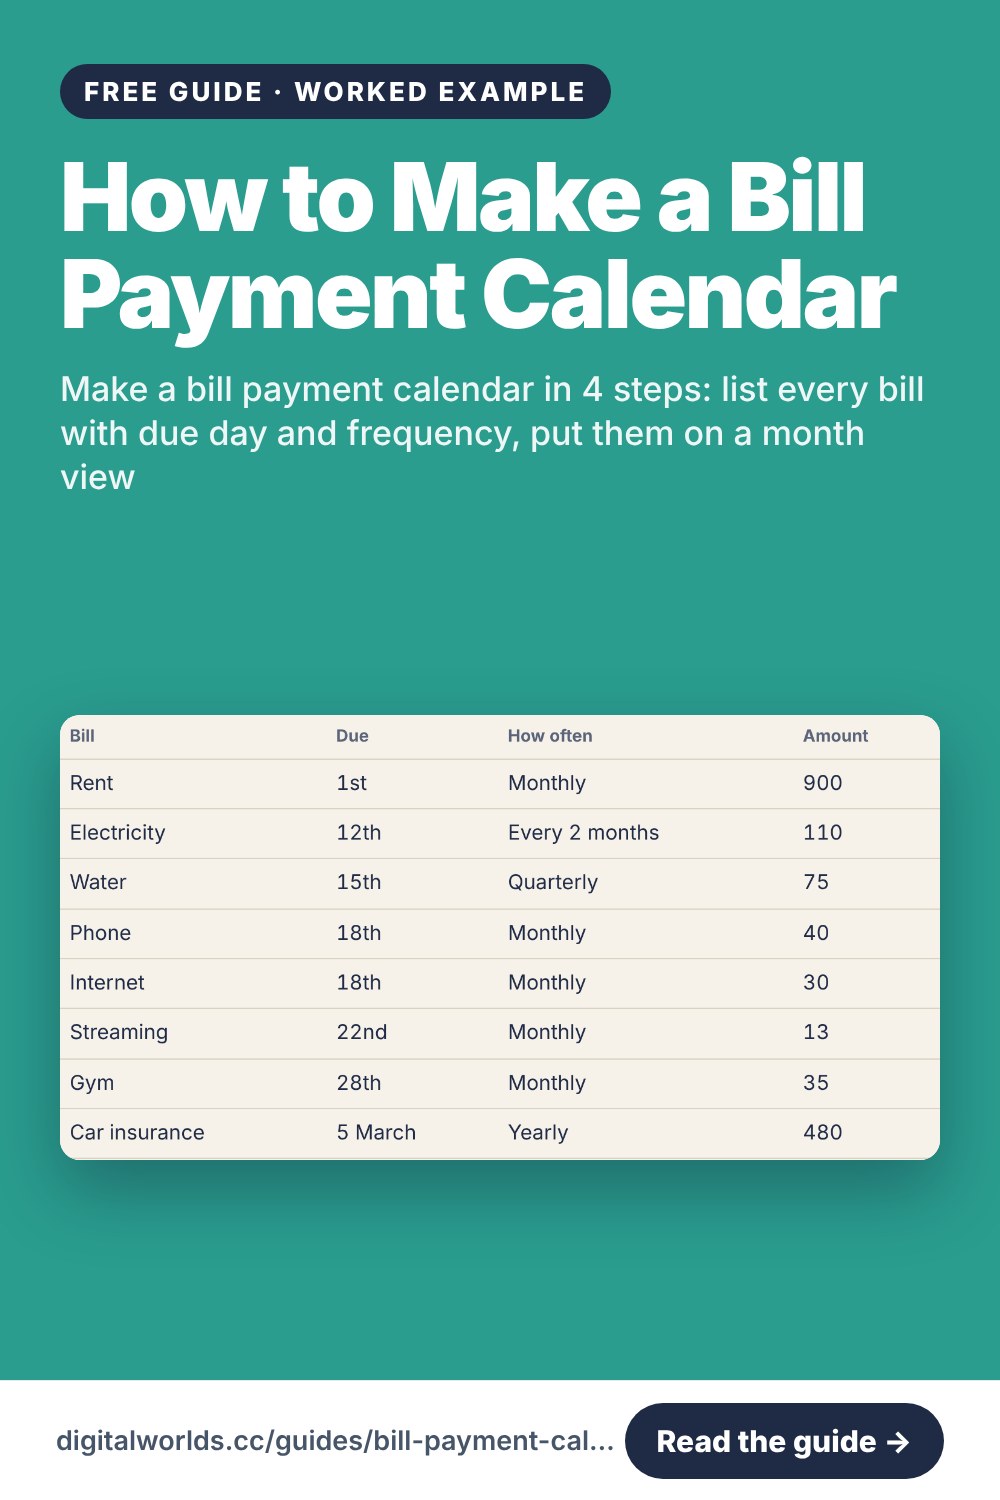 FREE GUIDE · WORKED EXAMPLE
How to Make a Bill
Payment Calendar
Make a bill payment calendar in 4 steps: list every bill
with due day and frequency, put them on a month
view
Bill Due How often Amount
Rent 1st Monthly 900
Electricity 12th Every 2 months 110
Water 15th Quarterly 75
Phone 18th Monthly 40
Internet 18th Monthly 30
Streaming 22nd Monthly 13
Gym 28th Monthly 35
Car insurance 5 March Yearly 480
digitalworlds.cc/guides/bill-payment-cal... Read the guide →